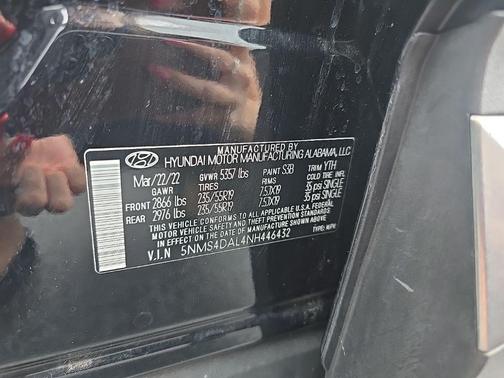 MANUFACTURED BY
HYUNDAI MOTOR MANUFACTURING ALABAMA, LLC
Mar/22/22 GVWR 5357 lbs PAINT S3B TRIM YTH
GAWR TIRES RIMS COLD TIRE INFL.
FRONT 2866 lbs 235/55R19 7.5JX19 35 psi SINGLE
REAR 2976 lbs 235/55R19 7.5JX19 35 psi SINGLE
THIS VEHICLE CONFORMS TO ALL APPLICABLE U.S.A. FEDERAL
MOTOR VEHICLE SAFETY AND THEFT PREVENTION STANDARDS
IN EFFECT ON THE DATE OF MANUFACTURE SHOWN ABOVE.
V.I.N 5NMS4DAL4NH446432 TYPE: MPV